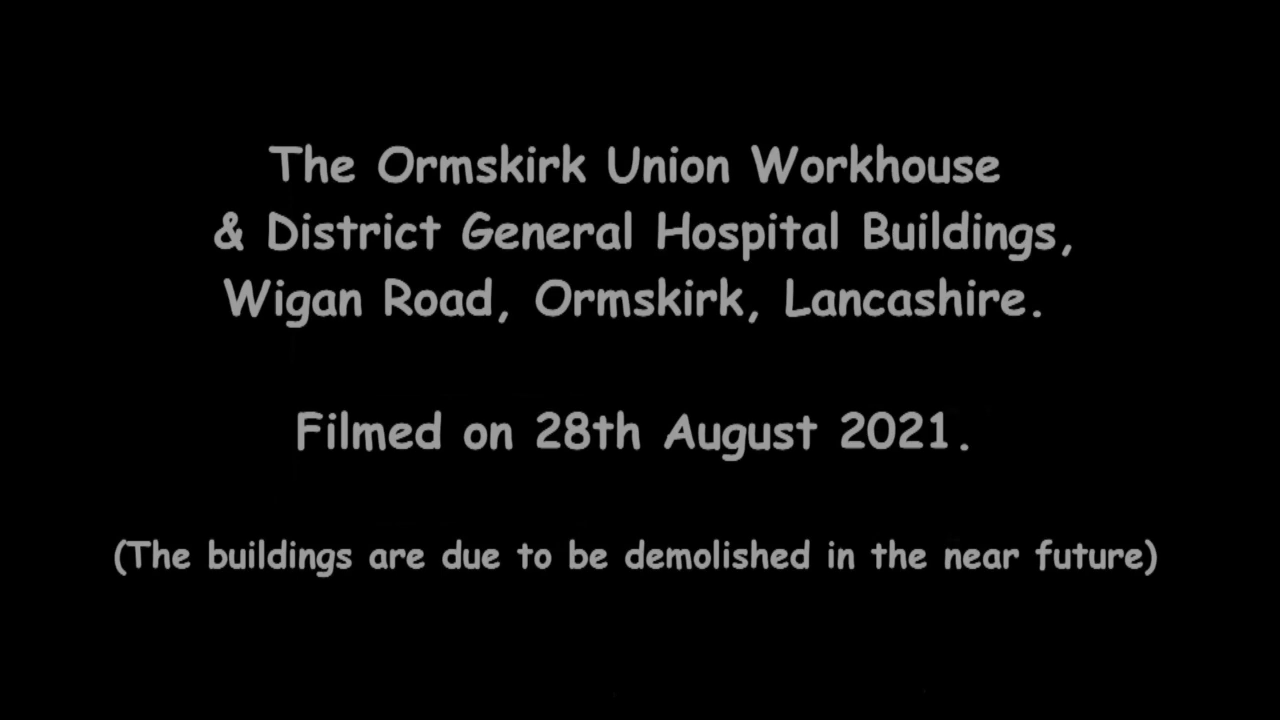 The Ormskirk Union Workhouse
& District General Hospital Buildings,
Wigan Road, Ormskirk, Lancashire.
Filmed on 28th August 2021.
(The buildings are due to be demolished in the near future)